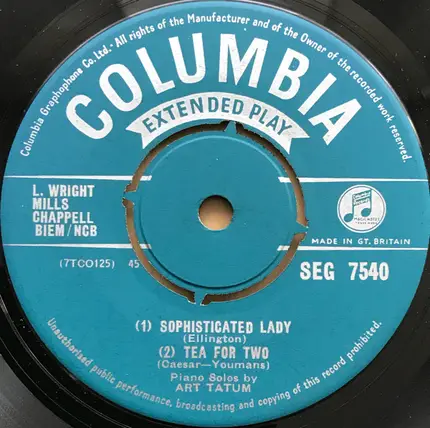 Columbia Graphophone Co. Ltd. · All rights of the Manufacturer and of the Owner of the recorded work reserved.
COLUMBIA
EXTENDED PLAY
L. WRIGHT
MILLS
CHAPPELL
BIEM/NCB
MADE IN GT. BRITAIN
(7TCO125) 45
SEG 7540
(1) SOPHISTICATED LADY
(Ellington)
(2) TEA FOR TWO
(Caesar—Youmans)
Piano Solos by
ART TATUM
Unauthorised public performance, broadcasting and copying of this record prohibited.